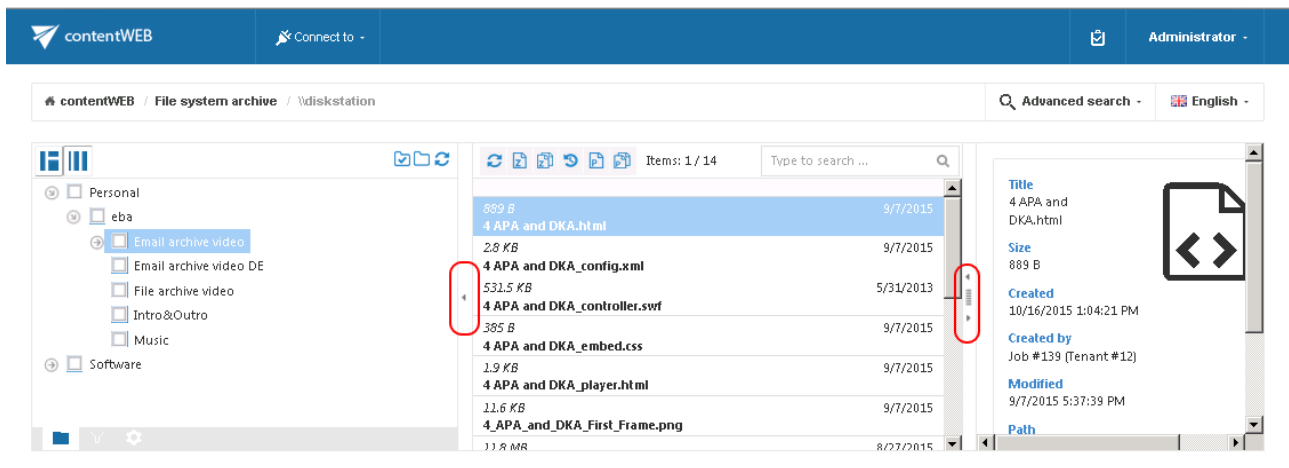 contentWEB
Connect to
Administrator
contentWEB / File system archive / \\diskstation
Advanced search
English
Items: 1 / 14
Type to search ...
Personal
eba
Email archive video
Email archive video DE
File archive video
Intro&Outro
Music
Software
889 B 9/7/2015
4 APA and DKA.html
2.8 KB 9/7/2015
4 APA and DKA_config.xml
531.5 KB 5/31/2013
4 APA and DKA_controller.swf
385 B 9/7/2015
4 APA and DKA_embed.css
1.9 KB 9/7/2015
4 APA and DKA_player.html
11.6 KB 9/7/2015
4_APA_and_DKA_First_Frame.png
11.8 MB 8/27/2015
Title
4 APA and
DKA.html
Size
889 B
Created
10/16/2015 1:04:21 PM
Created by
Job #139 (Tenant #12)
Modified
9/7/2015 5:37:39 PM
Path